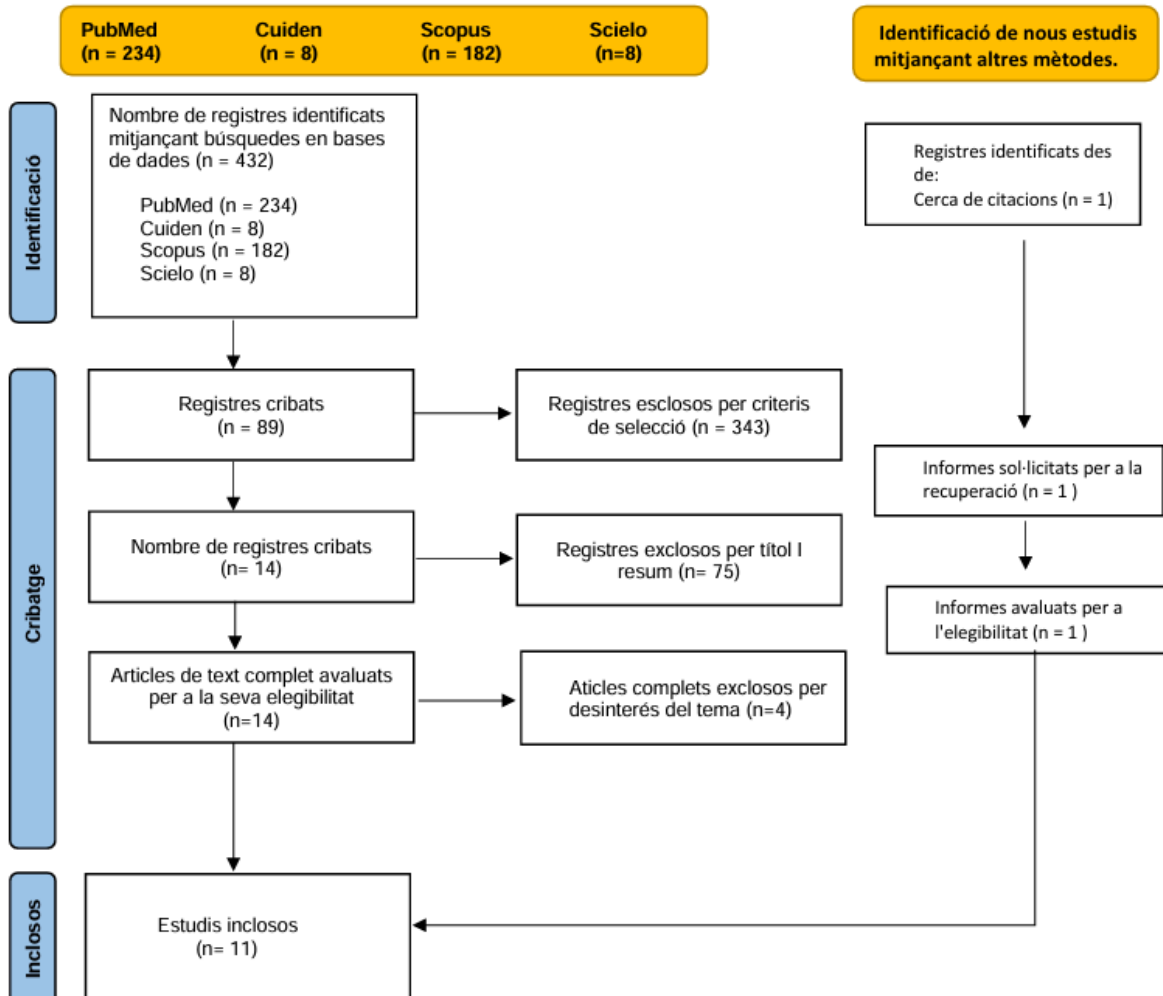 PubMed
(n = 234)
Cuiden
(n = 8)
Scopus
(n = 182)
Scielo
(n=8)
Identificació de nous estudis
mitjançant altres mètodes.
Identificació
Nombre de registres identificats
mitjançant búsquedes en bases
de dades (n = 432)
PubMed (n = 234)
Cuiden (n = 8)
Scopus (n = 182)
Scielo (n = 8)
Registres identificats des
de:
Cerca de citacions (n = 1)
Cribatge
Registres cribats
(n = 89)
Registres esclosos per criteris
de selecció (n = 343)
Informes sol·licitats per a la
recuperació (n = 1 )
Nombre de registres cribats
(n= 14)
Registres exclosos per títol I
resum (n= 75)
Informes avaluats per a
l'elegibilitat (n = 1 )
Articles de text complet avaluats
per a la seva elegibilitat
(n=14)
Aticles complets exclosos per
desinterés del tema (n=4)
Inclosos
Estudis inclosos
(n= 11)